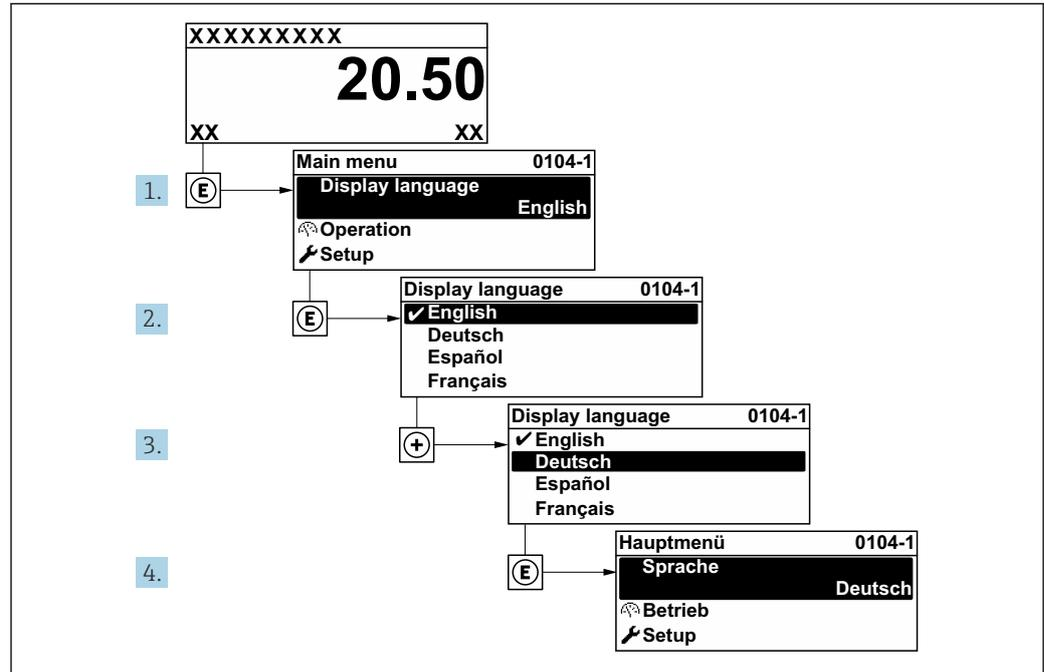 XXXXXXXXX
20.50
XX XX
1. E
Main menu 0104-1
Display language
English
Operation
Setup
2. E
Display language 0104-1
✔ English
Deutsch
Español
Français
3. +
Display language 0104-1
✔ English
Deutsch
Español
Français
4. E
Hauptmenü 0104-1
Sprache
Deutsch
Betrieb
Setup